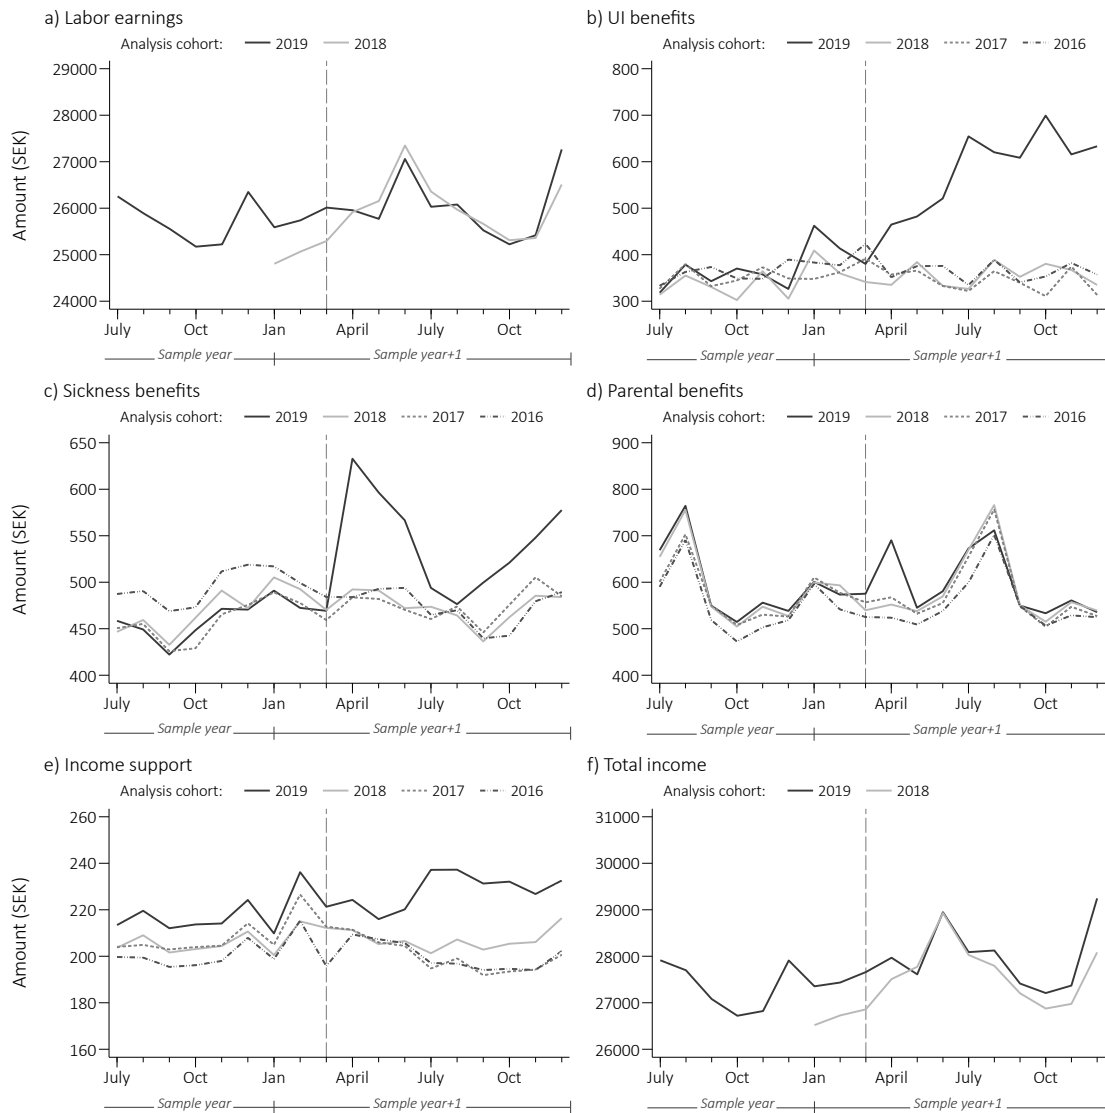 a) Labor earnings
Analysis cohort: 2019 2018
Amount (SEK)
29000
28000
27000
26000
25000
24000
July Oct Jan April July Oct
Sample year Sample year+1
b) UI benefits
Analysis cohort: 2019 2018 2017 2016
800
700
600
500
400
300
July Oct Jan April July Oct
Sample year Sample year+1
c) Sickness benefits
Analysis cohort: 2019 2018 2017 2016
Amount (SEK)
650
600
550
500
450
400
July Oct Jan April July Oct
Sample year Sample year+1
d) Parental benefits
Analysis cohort: 2019 2018 2017 2016
900
800
700
600
500
400
July Oct Jan April July Oct
Sample year Sample year+1
e) Income support
Analysis cohort: 2019 2018 2017 2016
Amount (SEK)
260
240
220
200
180
160
July Oct Jan April July Oct
Sample year Sample year+1
f) Total income
Analysis cohort: 2019 2018
31000
30000
29000
28000
27000
26000
July Oct Jan April July Oct
Sample year Sample year+1